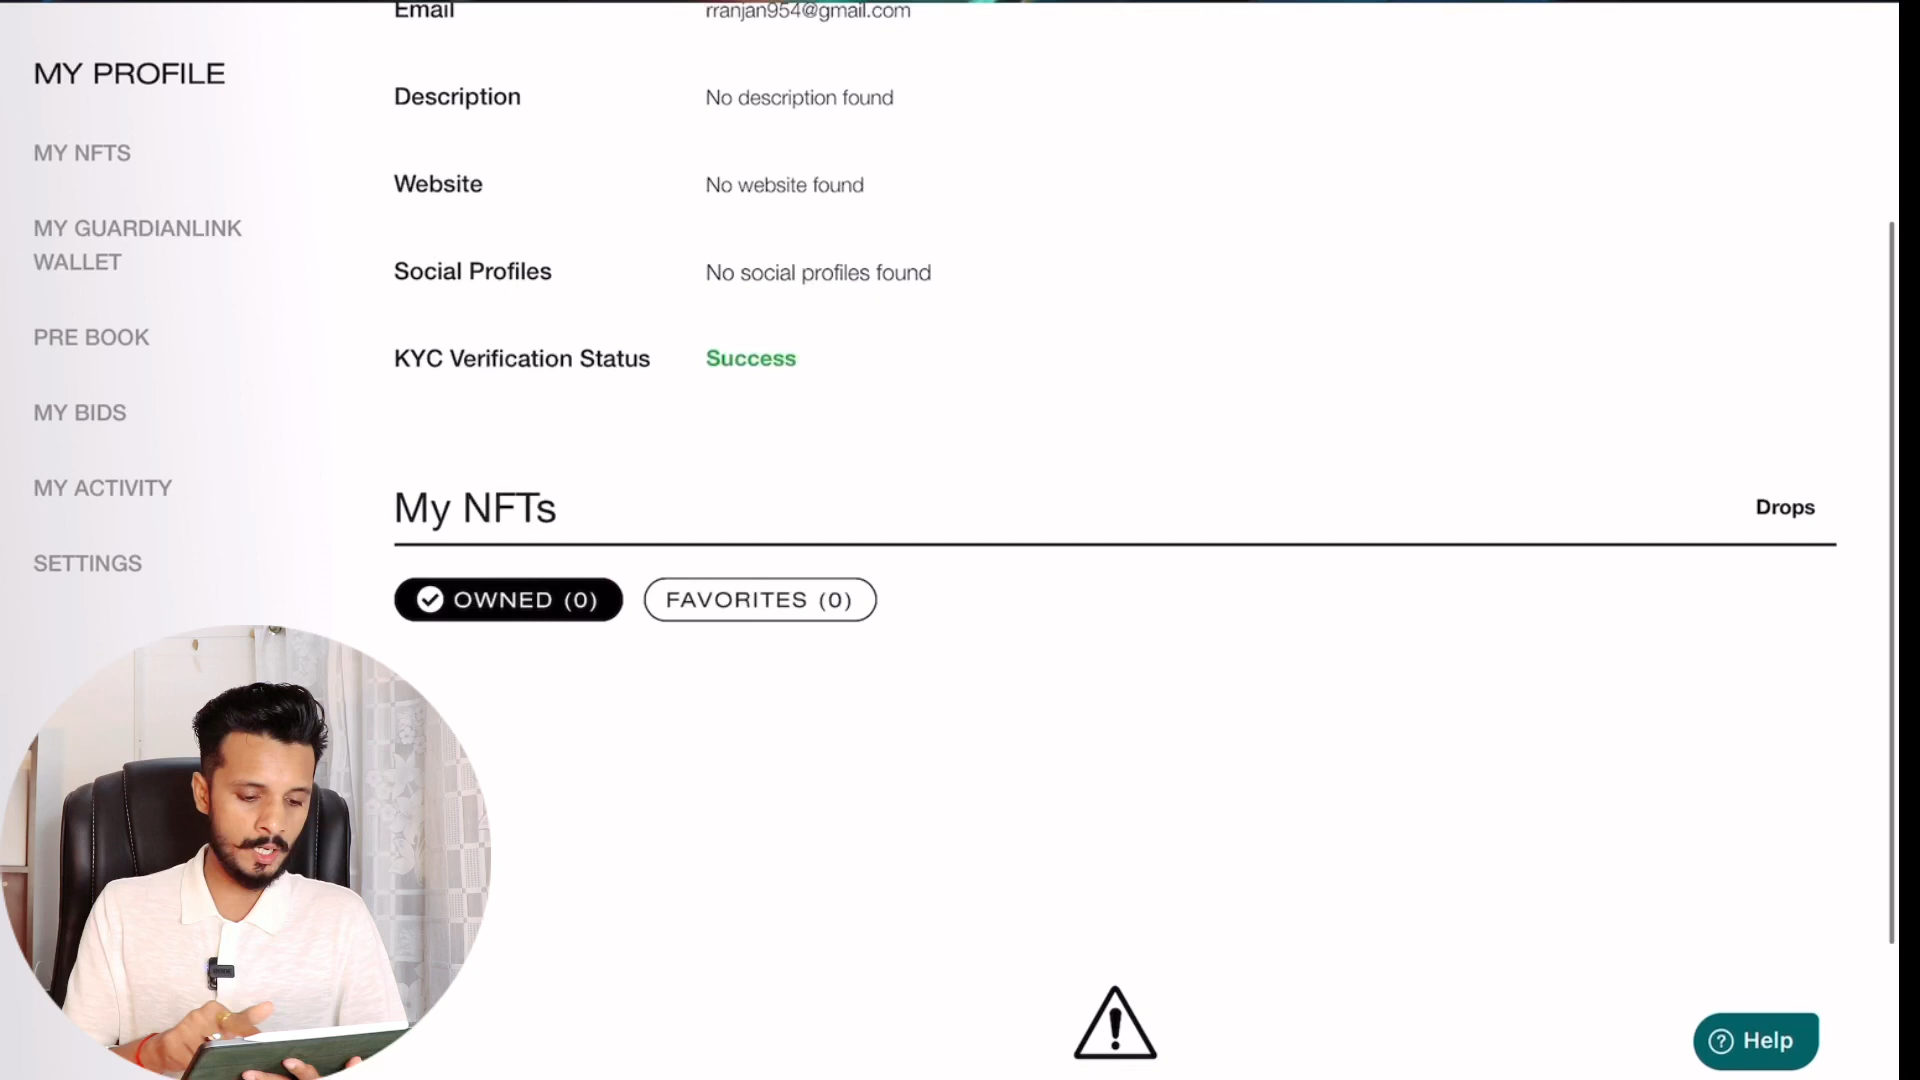 Email rranjan954@gmail.com
MY PROFILE
Description No description found
MY NFTS
Website No website found
MY GUARDIANLINK
WALLET
Social Profiles No social profiles found
PRE BOOK
KYC Verification Status Success
MY BIDS
MY ACTIVITY
My NFTs Drops
SETTINGS
OWNED (0) FAVORITES (0)
Help